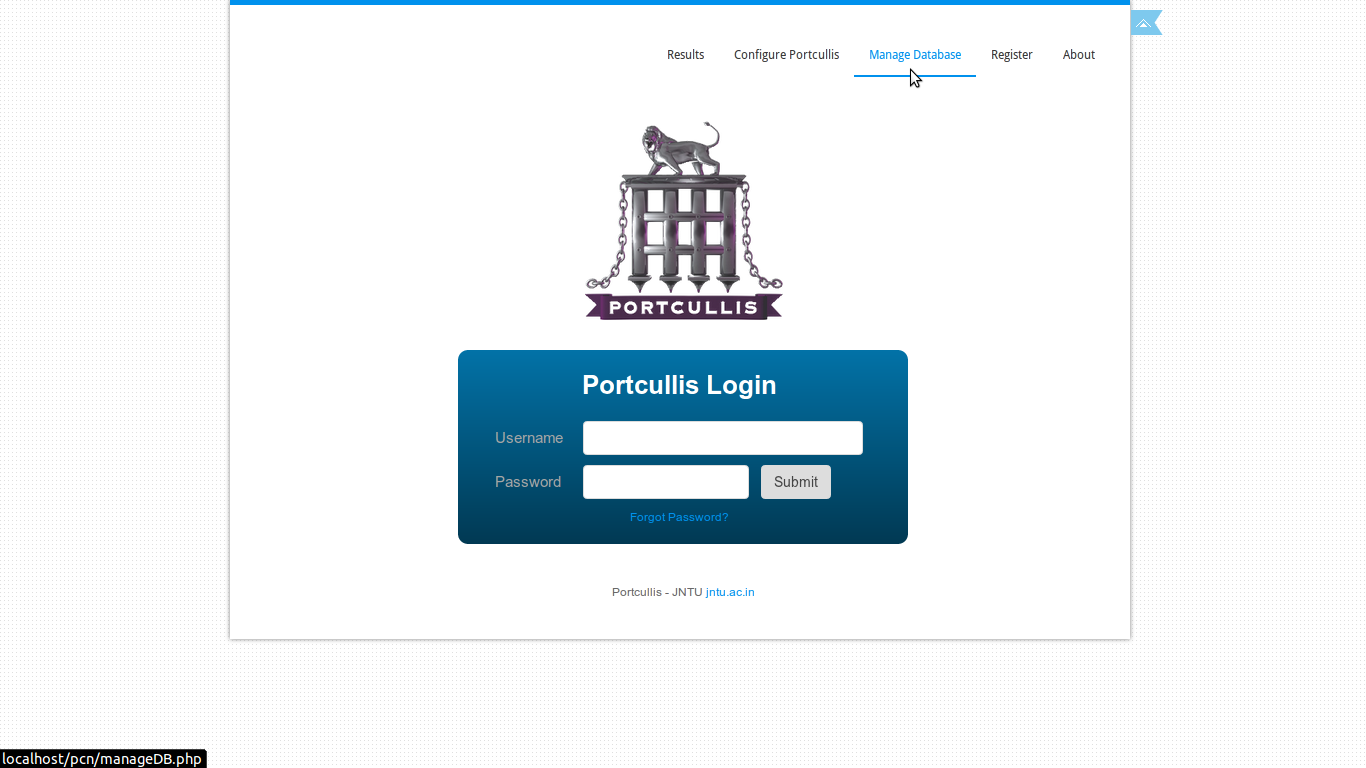 Results Configure Portcullis Manage Database Register About
PORTCULLIS
Portcullis Login
Username
Password Submit
Forgot Password?
Portcullis - JNTU jntu.ac.in
localhost/pcn/manageDB.php